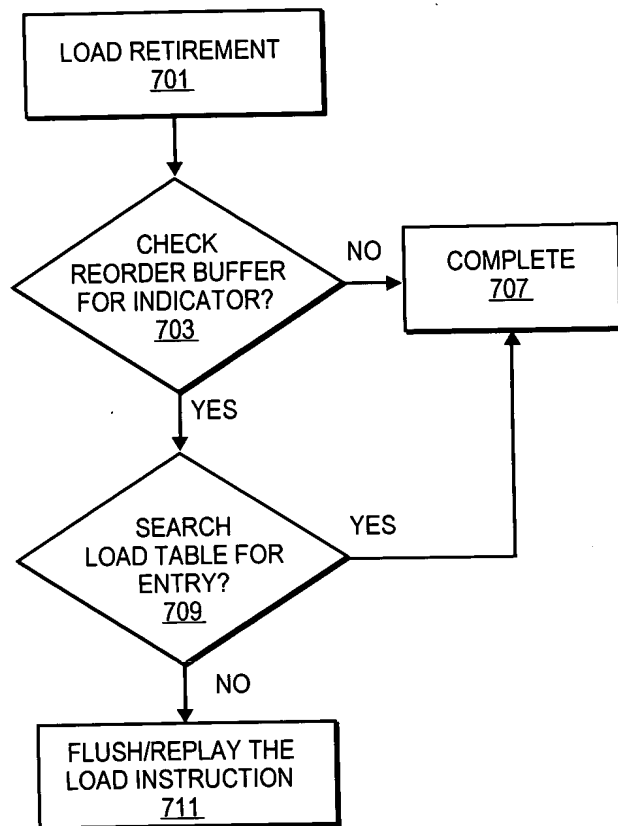 LOAD RETIREMENT
701
CHECK
REORDER BUFFER
FOR INDICATOR?
703
NO
COMPLETE
707
YES
SEARCH
LOAD TABLE FOR
ENTRY?
709
YES
NO
FLUSH/REPLAY THE
LOAD INSTRUCTION
711